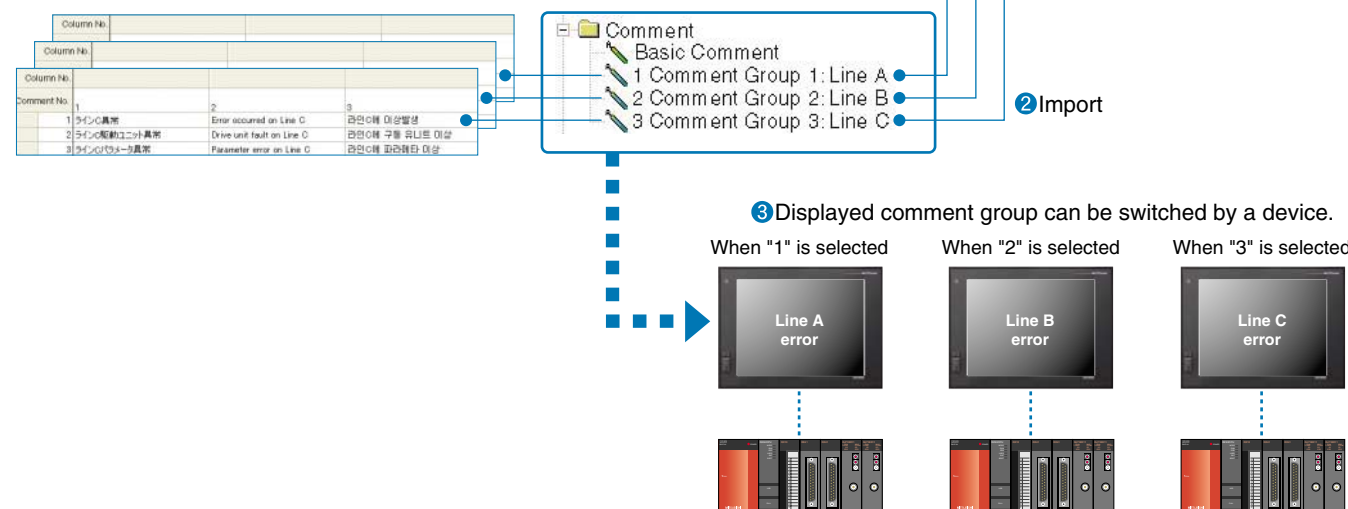 Column No.
Column No.
Column No.
Comment No.
1 2 3
1 ラインC異常 Error occurred on Line C 라인C에 이상발생
2 ラインC駆動ユニット異常 Drive unit fault on Line C 라인C에 구동 유니트 이상
3 ラインCパラメータ異常 Parameter error on Line C 라인C에 파라메타 이상
Comment
Basic Comment
1 Comment Group 1: Line A
2 Comment Group 2: Line B
3 Comment Group 3: Line C
❷Import
❸Displayed comment group can be switched by a device.
When "1" is selected
When "2" is selected
When "3" is selected
Line A
error
Line B
error
Line C
error